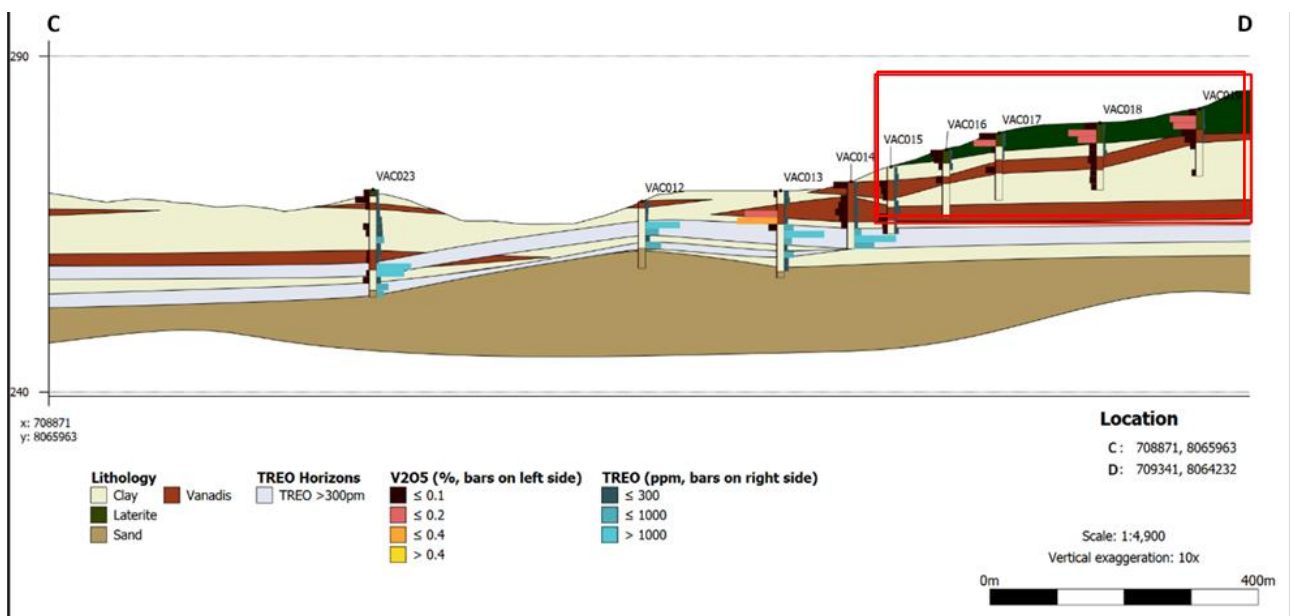 C
D
290
VAC019
VAC018
VAC017
VAC016
VAC015
VAC014
VAC023
VAC013
VAC012
240
x: 708871
y: 8065963
Location
C: 708871, 8065963
D: 709341, 8064232
Lithology
Clay
Vanadis
Laterite
Sand
TREO Horizons
TREO >300pm
V2O5 (%, bars on left side)
≤ 0.1
≤ 0.2
≤ 0.4
> 0.4
TREO (ppm, bars on right side)
≤ 300
≤ 1000
> 1000
Scale: 1:4,900
Vertical exaggeration: 10x
0m
400m